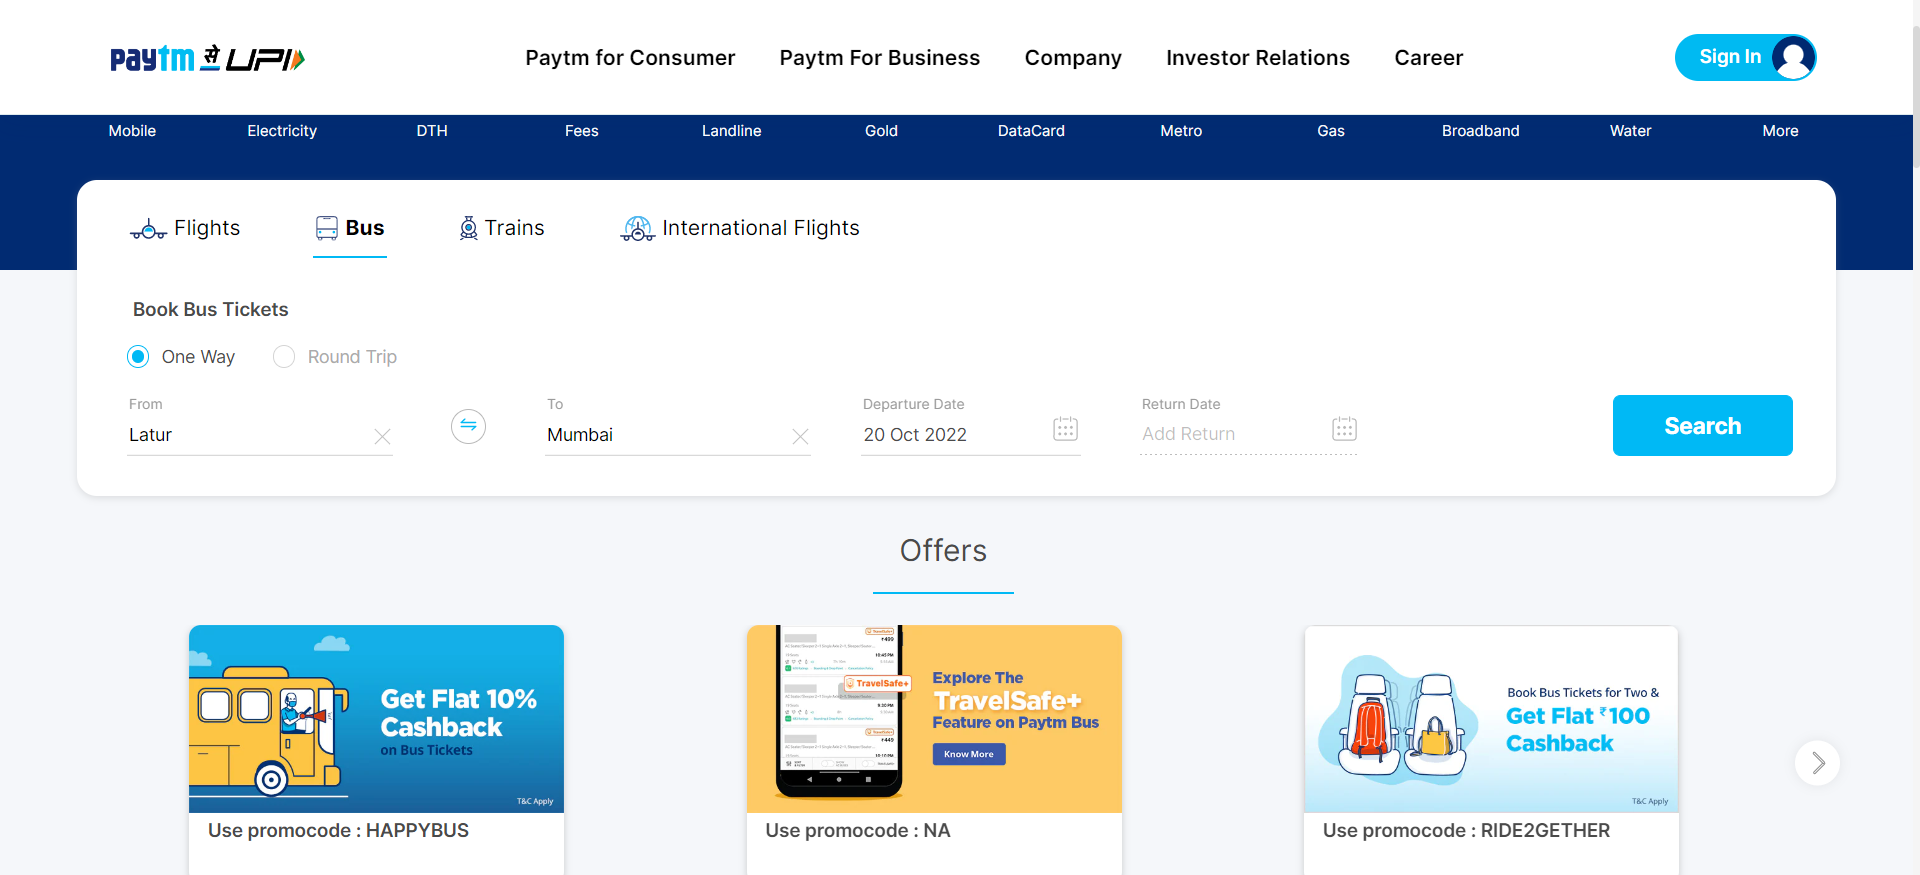 paytm से UPI
Paytm for Consumer
Paytm For Business
Company
Investor Relations
Career
Sign In
Mobile
Electricity
DTH
Fees
Landline
Gold
DataCard
Metro
Gas
Broadband
Water
More
Flights
Bus
Trains
International Flights
Book Bus Tickets
One Way
Round Trip
From
Latur
To
Mumbai
Departure Date
20 Oct 2022
Return Date
Add Return
Search
Offers
Get Flat 10%
Cashback
on Bus Tickets
T&C Apply
Use promocode : HAPPYBUS
TravelSafe+
Explore The
TravelSafe+
Feature on Paytm Bus
Know More
Use promocode : NA
Book Bus Tickets for Two &
Get Flat ₹100
Cashback
T&C Apply
Use promocode : RIDE2GETHER